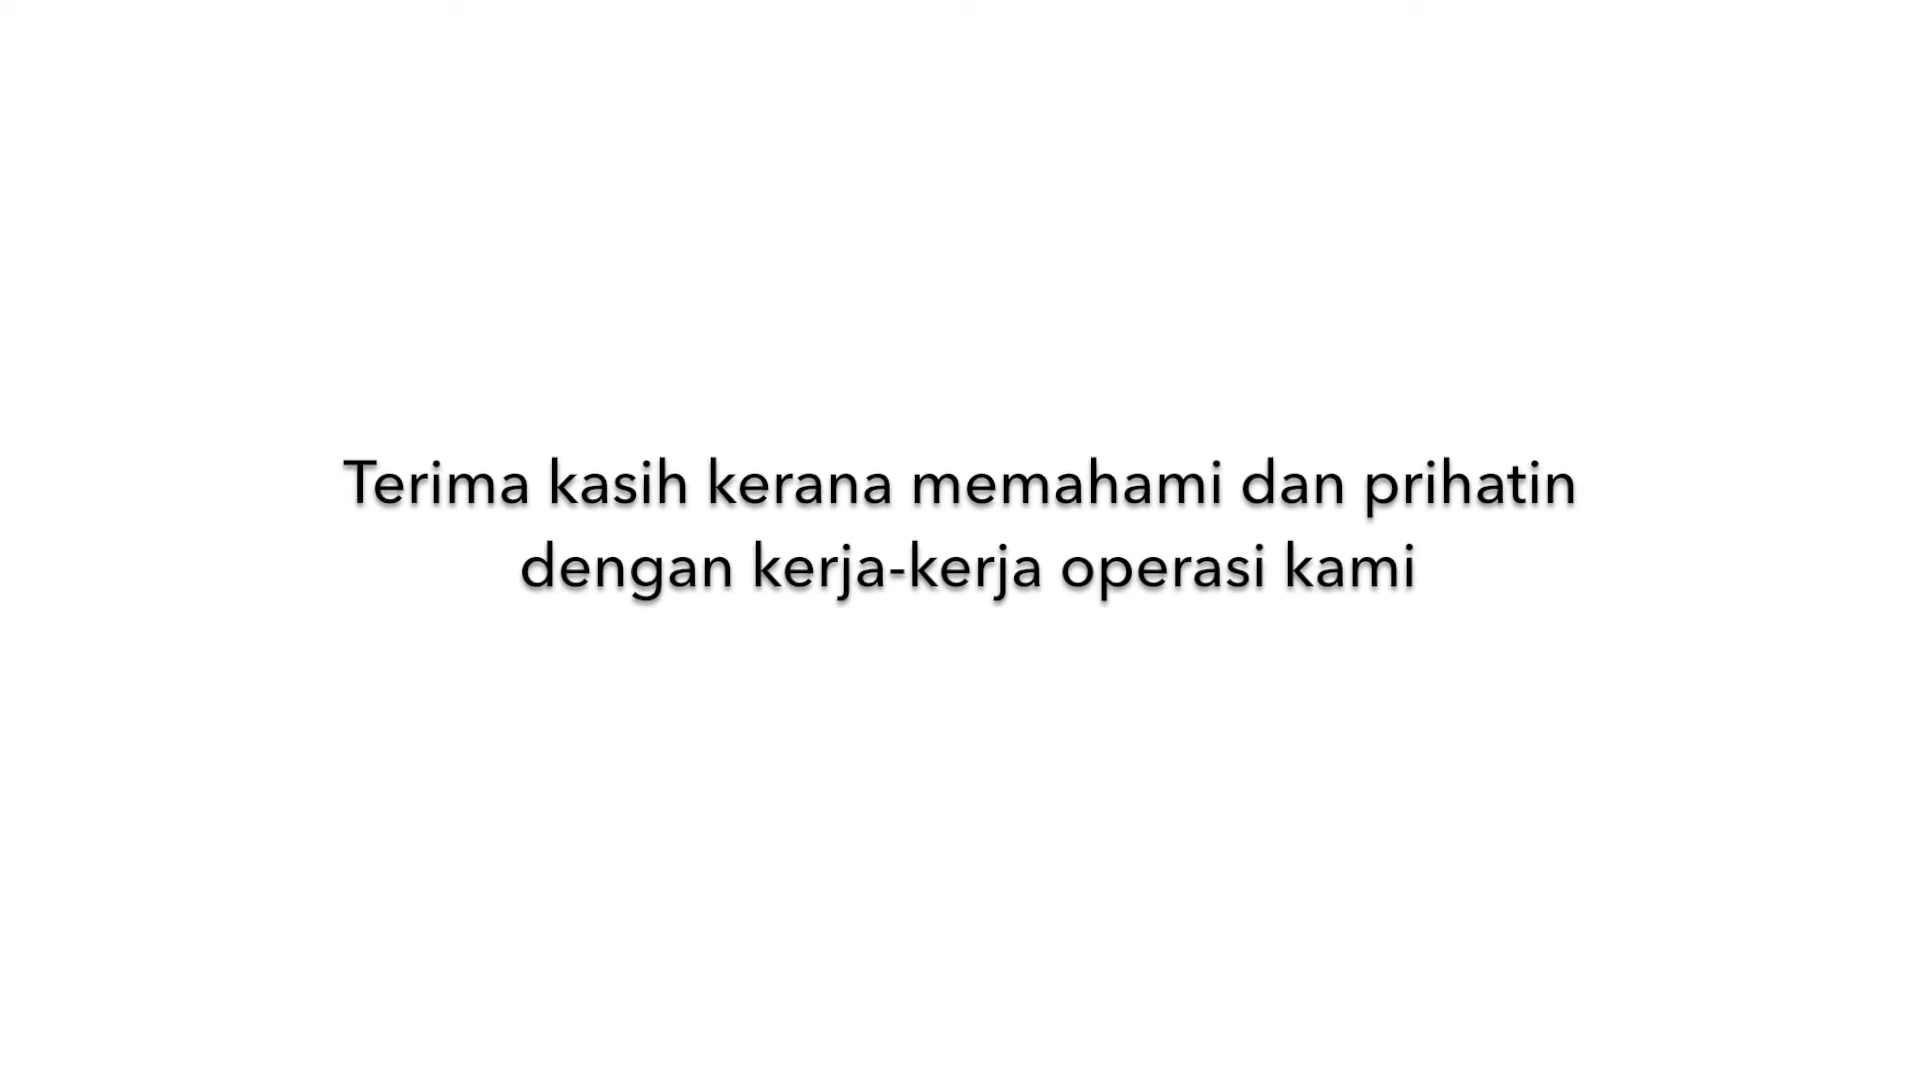 Terima kasih kerana memahami dan prihatin
dengan kerja-kerja operasi kami